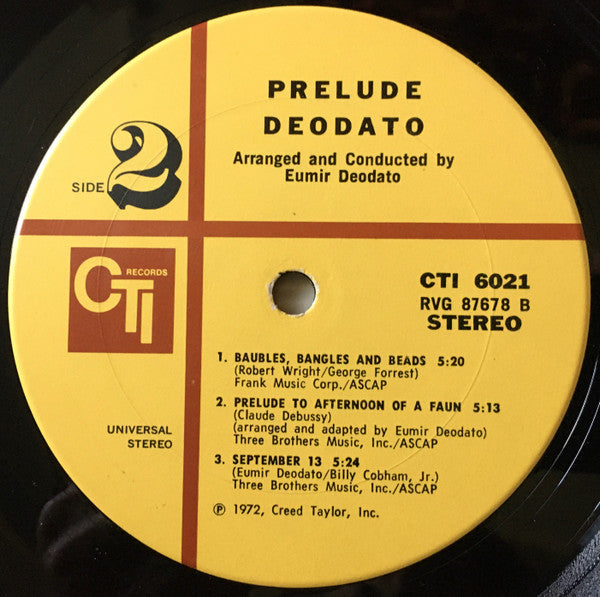 PRELUDE
DEODATO
Arranged and Conducted by
Eumir Deodato
SIDE 2
CTI RECORDS
CTI 6021
RVG 87678 B
STEREO
UNIVERSAL
STEREO
1. BAUBLES, BANGLES AND BEADS 5:20
(Robert Wright/George Forrest)
Frank Music Corp./ASCAP
2. PRELUDE TO AFTERNOON OF A FAUN 5:13
(Claude Debussy)
(arranged and adapted by Eumir Deodato)
Three Brothers Music, Inc./ASCAP
3. SEPTEMBER 13 5:24
(Eumir Deodato/Billy Cobham, Jr.)
Three Brothers Music, Inc./ASCAP
℗ 1972, Creed Taylor, Inc.